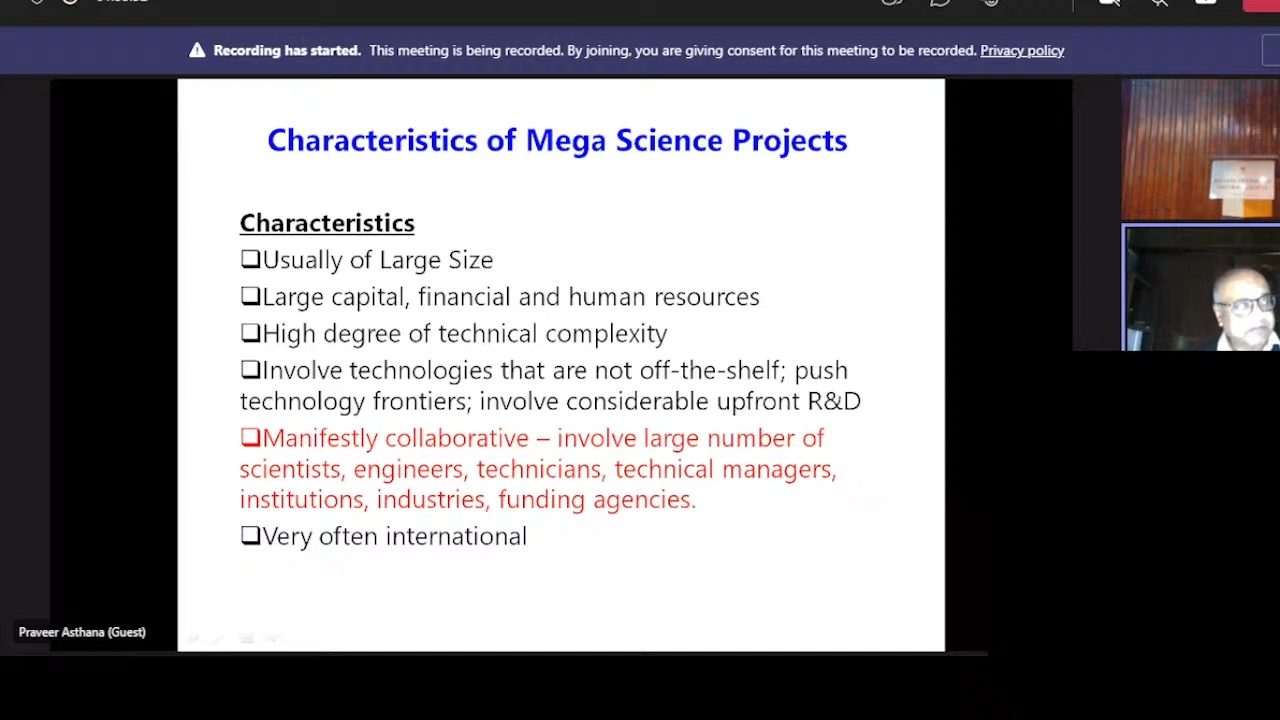 Recording has started. This meeting is being recorded. By joining, you are giving consent for this meeting to be recorded. Privacy policy
Characteristics of Mega Science Projects
Characteristics
❑Usually of Large Size
❑Large capital, financial and human resources
❑High degree of technical complexity
❑Involve technologies that are not off-the-shelf; push
technology frontiers; involve considerable upfront R&D
❑Manifestly collaborative – involve large number of
scientists, engineers, technicians, technical managers,
institutions, industries, funding agencies.
❑Very often international
Praveer Asthana (Guest)